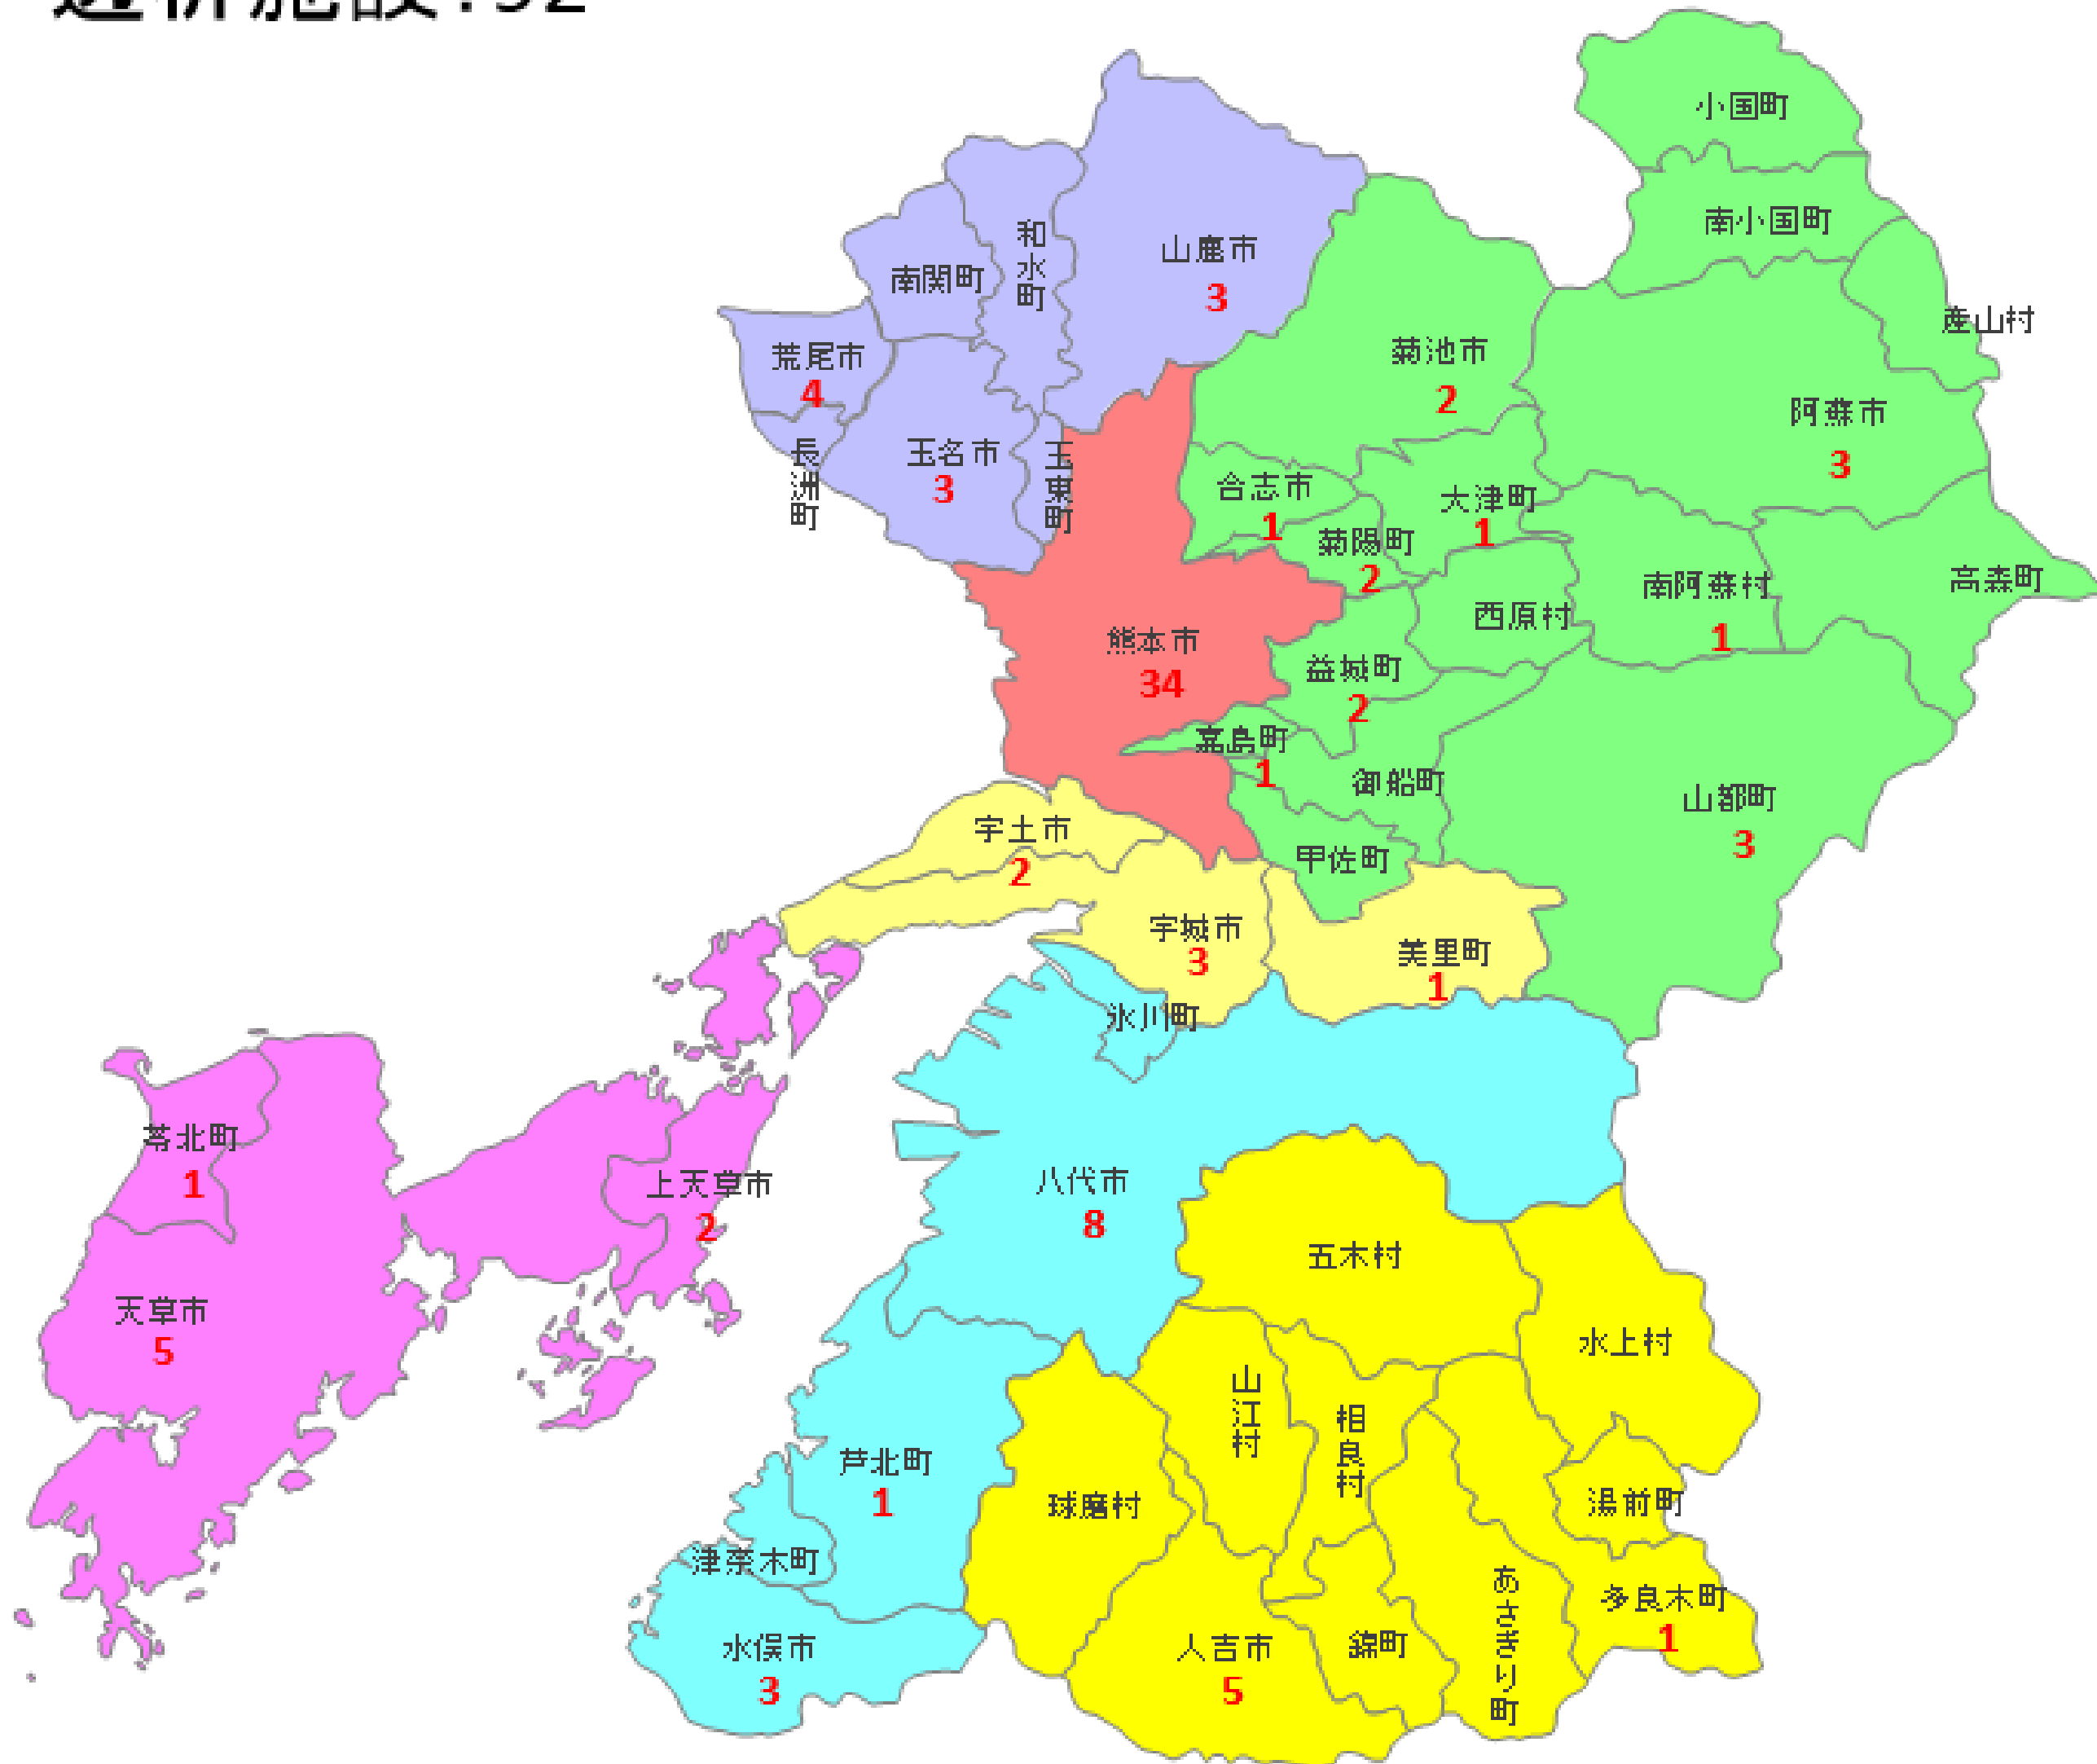 透析施設:92
小国町
南小国町
産山村
和水町
山鹿市
3
南関町
荒尾市
4
菊池市
2
阿蘇市
3
長洲町
玉名市
3
玉東町
合志市
1
大津町
1
菊陽町
2
南阿蘇村
1
高森町
西原村
熊本市
34
益城町
2
嘉島町
1
御船町
山都町
3
宇土市
2
甲佐町
宇城市
3
美里町
1
氷川町
苓北町
1
上天草市
2
八代市
8
天草市
5
五木村
水上村
山江村
相良村
芦北町
1
球磨村
湯前町
津奈木町
あさぎり町
多良木町
1
水俣市
3
人吉市
5
錦町